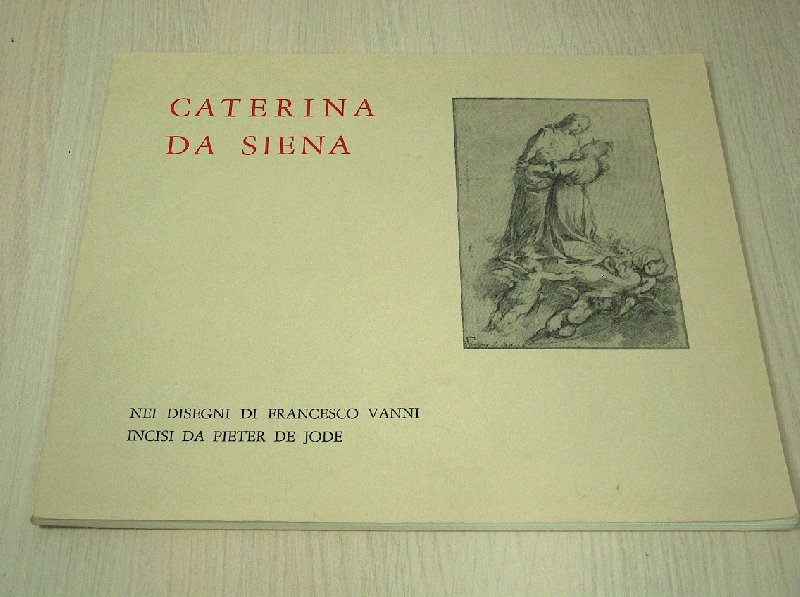 CATERINA
DA SIENA
NEI DISEGNI DI FRANCESCO VANNI
INCISI DA PIETER DE JODE